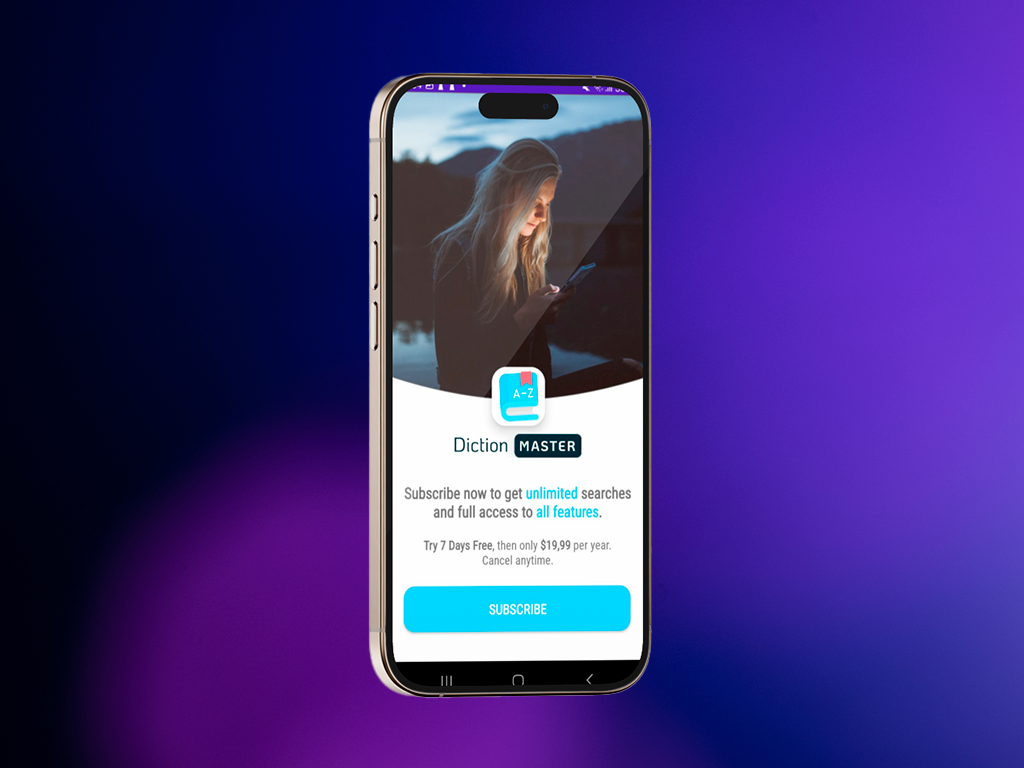 A-Z
Diction MASTER
Subscribe now to get unlimited searches
and full access to all features.
Try 7 Days Free, then only $19,99 per year.
Cancel anytime.
SUBSCRIBE